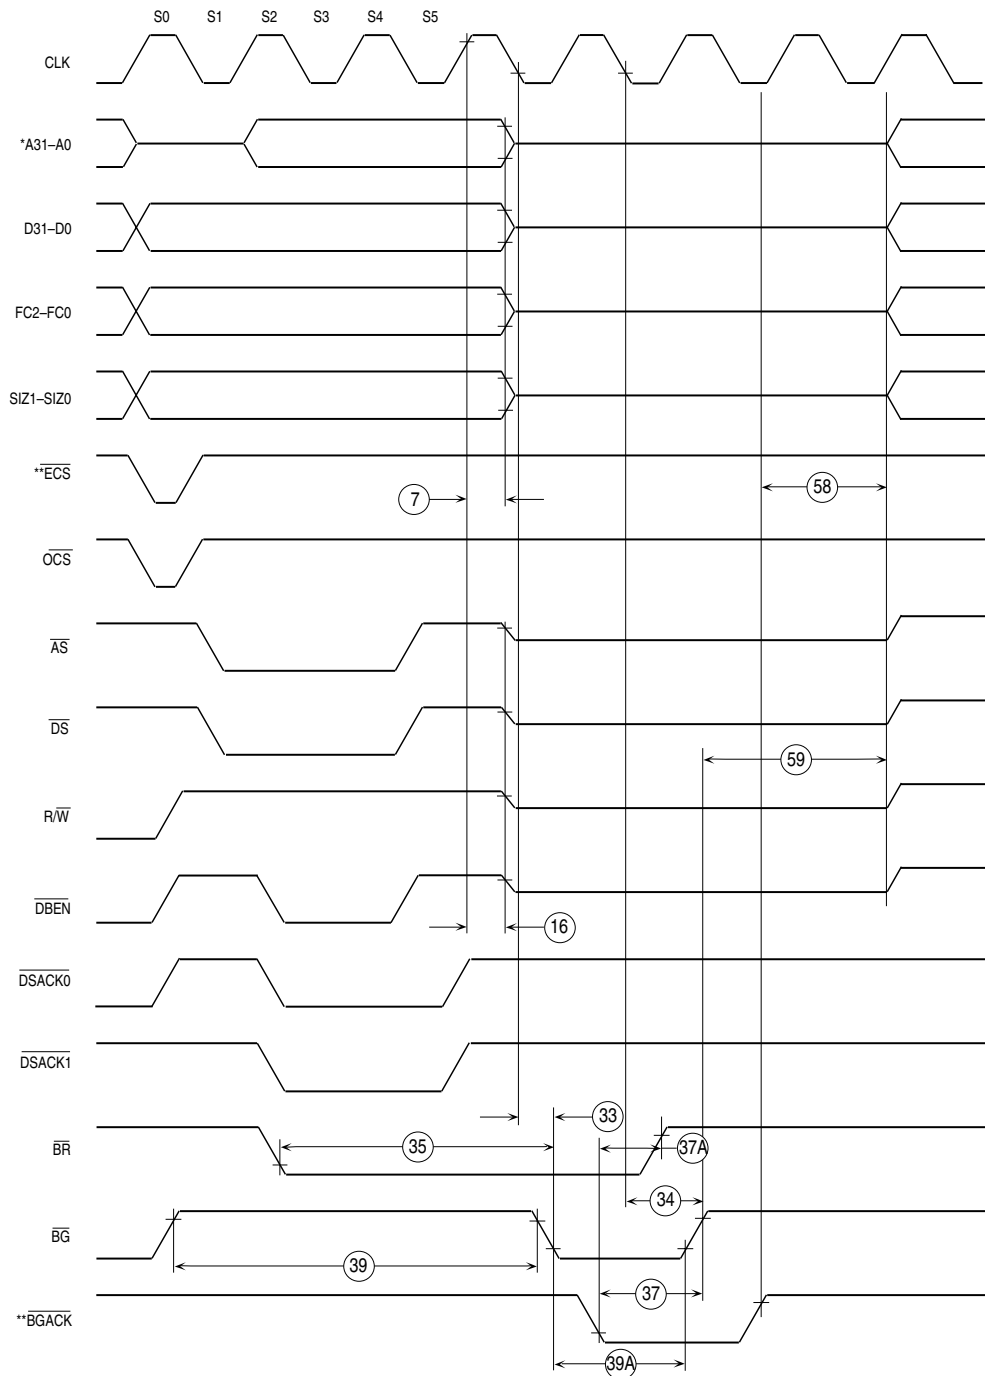 S0 S1 S2 S3 S4 S5
CLK
*A31–A0
D31–D0
FC2–FC0
SIZ1–SIZ0
**ECS
7
58
OCS
AS
DS
59
R/W
DBEN
16
DSACK0
DSACK1
33
BR
35
37A
34
BG
39
37
**BGACK
39A